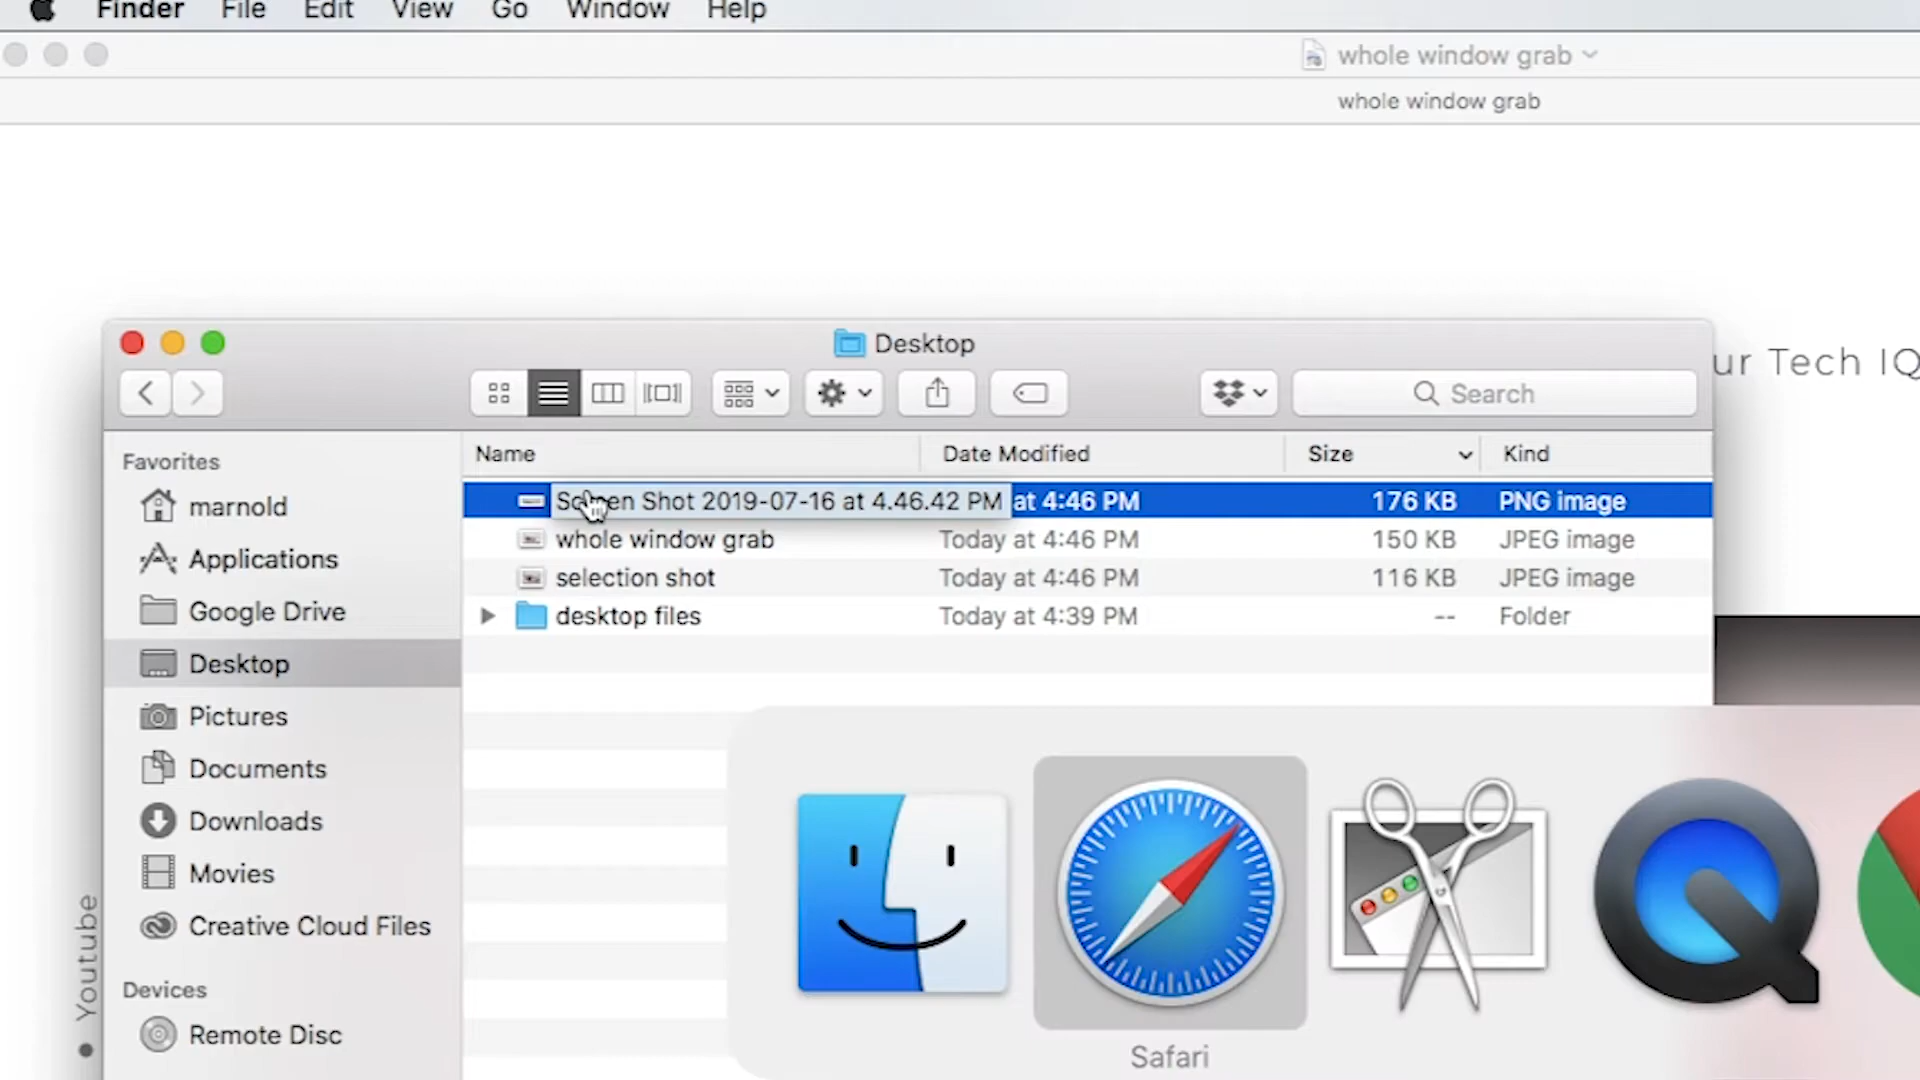 Finder File Edit View Go Window Help
whole window grab
whole window grab
ur Tech IQ
Desktop
Search
Name Date Modified Size Kind
Favorites
marnold
Applications
Google Drive
Desktop
Pictures
Documents
Downloads
Movies
Creative Cloud Files
Devices
Remote Disc
Screen Shot 2019-07-16 at 4.46.42 PM at 4:46 PM 176 KB PNG image
whole window grab Today at 4:46 PM 150 KB JPEG image
selection shot Today at 4:46 PM 116 KB JPEG image
desktop files Today at 4:39 PM -- Folder
Youtube
Safari